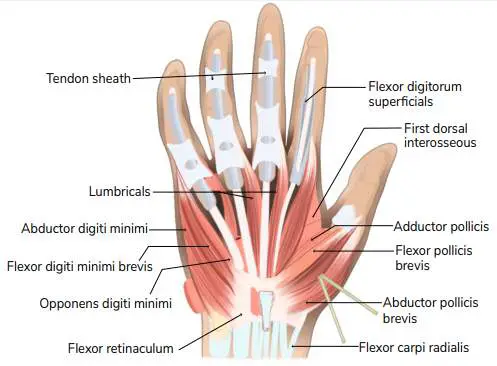 Tendon sheath
Flexor digitorum
superficials
First dorsal
interosseous
Lumbricals
Abductor digiti minimi
Adductor pollicis
Flexor digiti minimi brevis
Flexor pollicis
brevis
Opponens digiti minimi
Abductor pollicis
brevis
Flexor retinaculum
Flexor carpi radialis